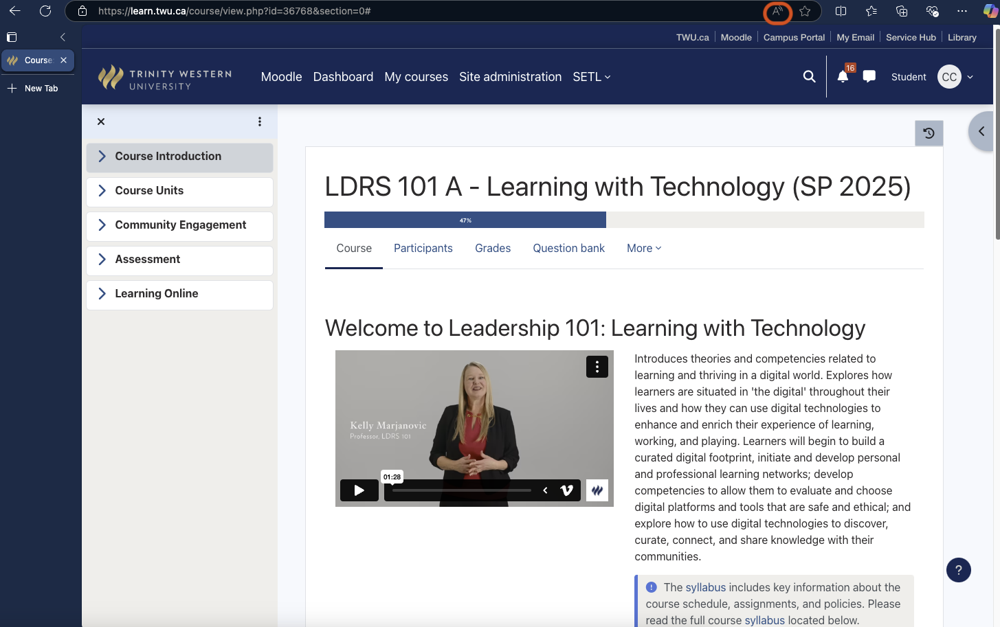 https://learn.twu.ca/course/view.php?id=36768&section=0#
Course
New Tab
TWU.ca
Moodle
Campus Portal
My Email
Service Hub
Library
TRINITY WESTERN
UNIVERSITY
Moodle
Dashboard
My courses
Site administration
SETL
16
Student
CC
Course Introduction
Course Units
Community Engagement
Assessment
Learning Online
LDRS 101 A - Learning with Technology (SP 2025)
47%
Course
Participants
Grades
Question bank
More
Welcome to Leadership 101: Learning with Technology
Kelly Marjanovic
Professor, LDRS 101
01:28
Introduces theories and competencies related to
learning and thriving in a digital world. Explores how
learners are situated in 'the digital' throughout their
lives and how they can use digital technologies to
enhance and enrich their experience of learning,
working, and playing. Learners will begin to build a
curated digital footprint, initiate and develop personal
and professional learning networks; develop
competencies to allow them to evaluate and choose
digital platforms and tools that are safe and ethical; and
explore how to use digital technologies to discover,
curate, connect, and share knowledge with their
communities.
The syllabus includes key information about the
course schedule, assignments, and policies. Please
read the full course syllabus located below.
?